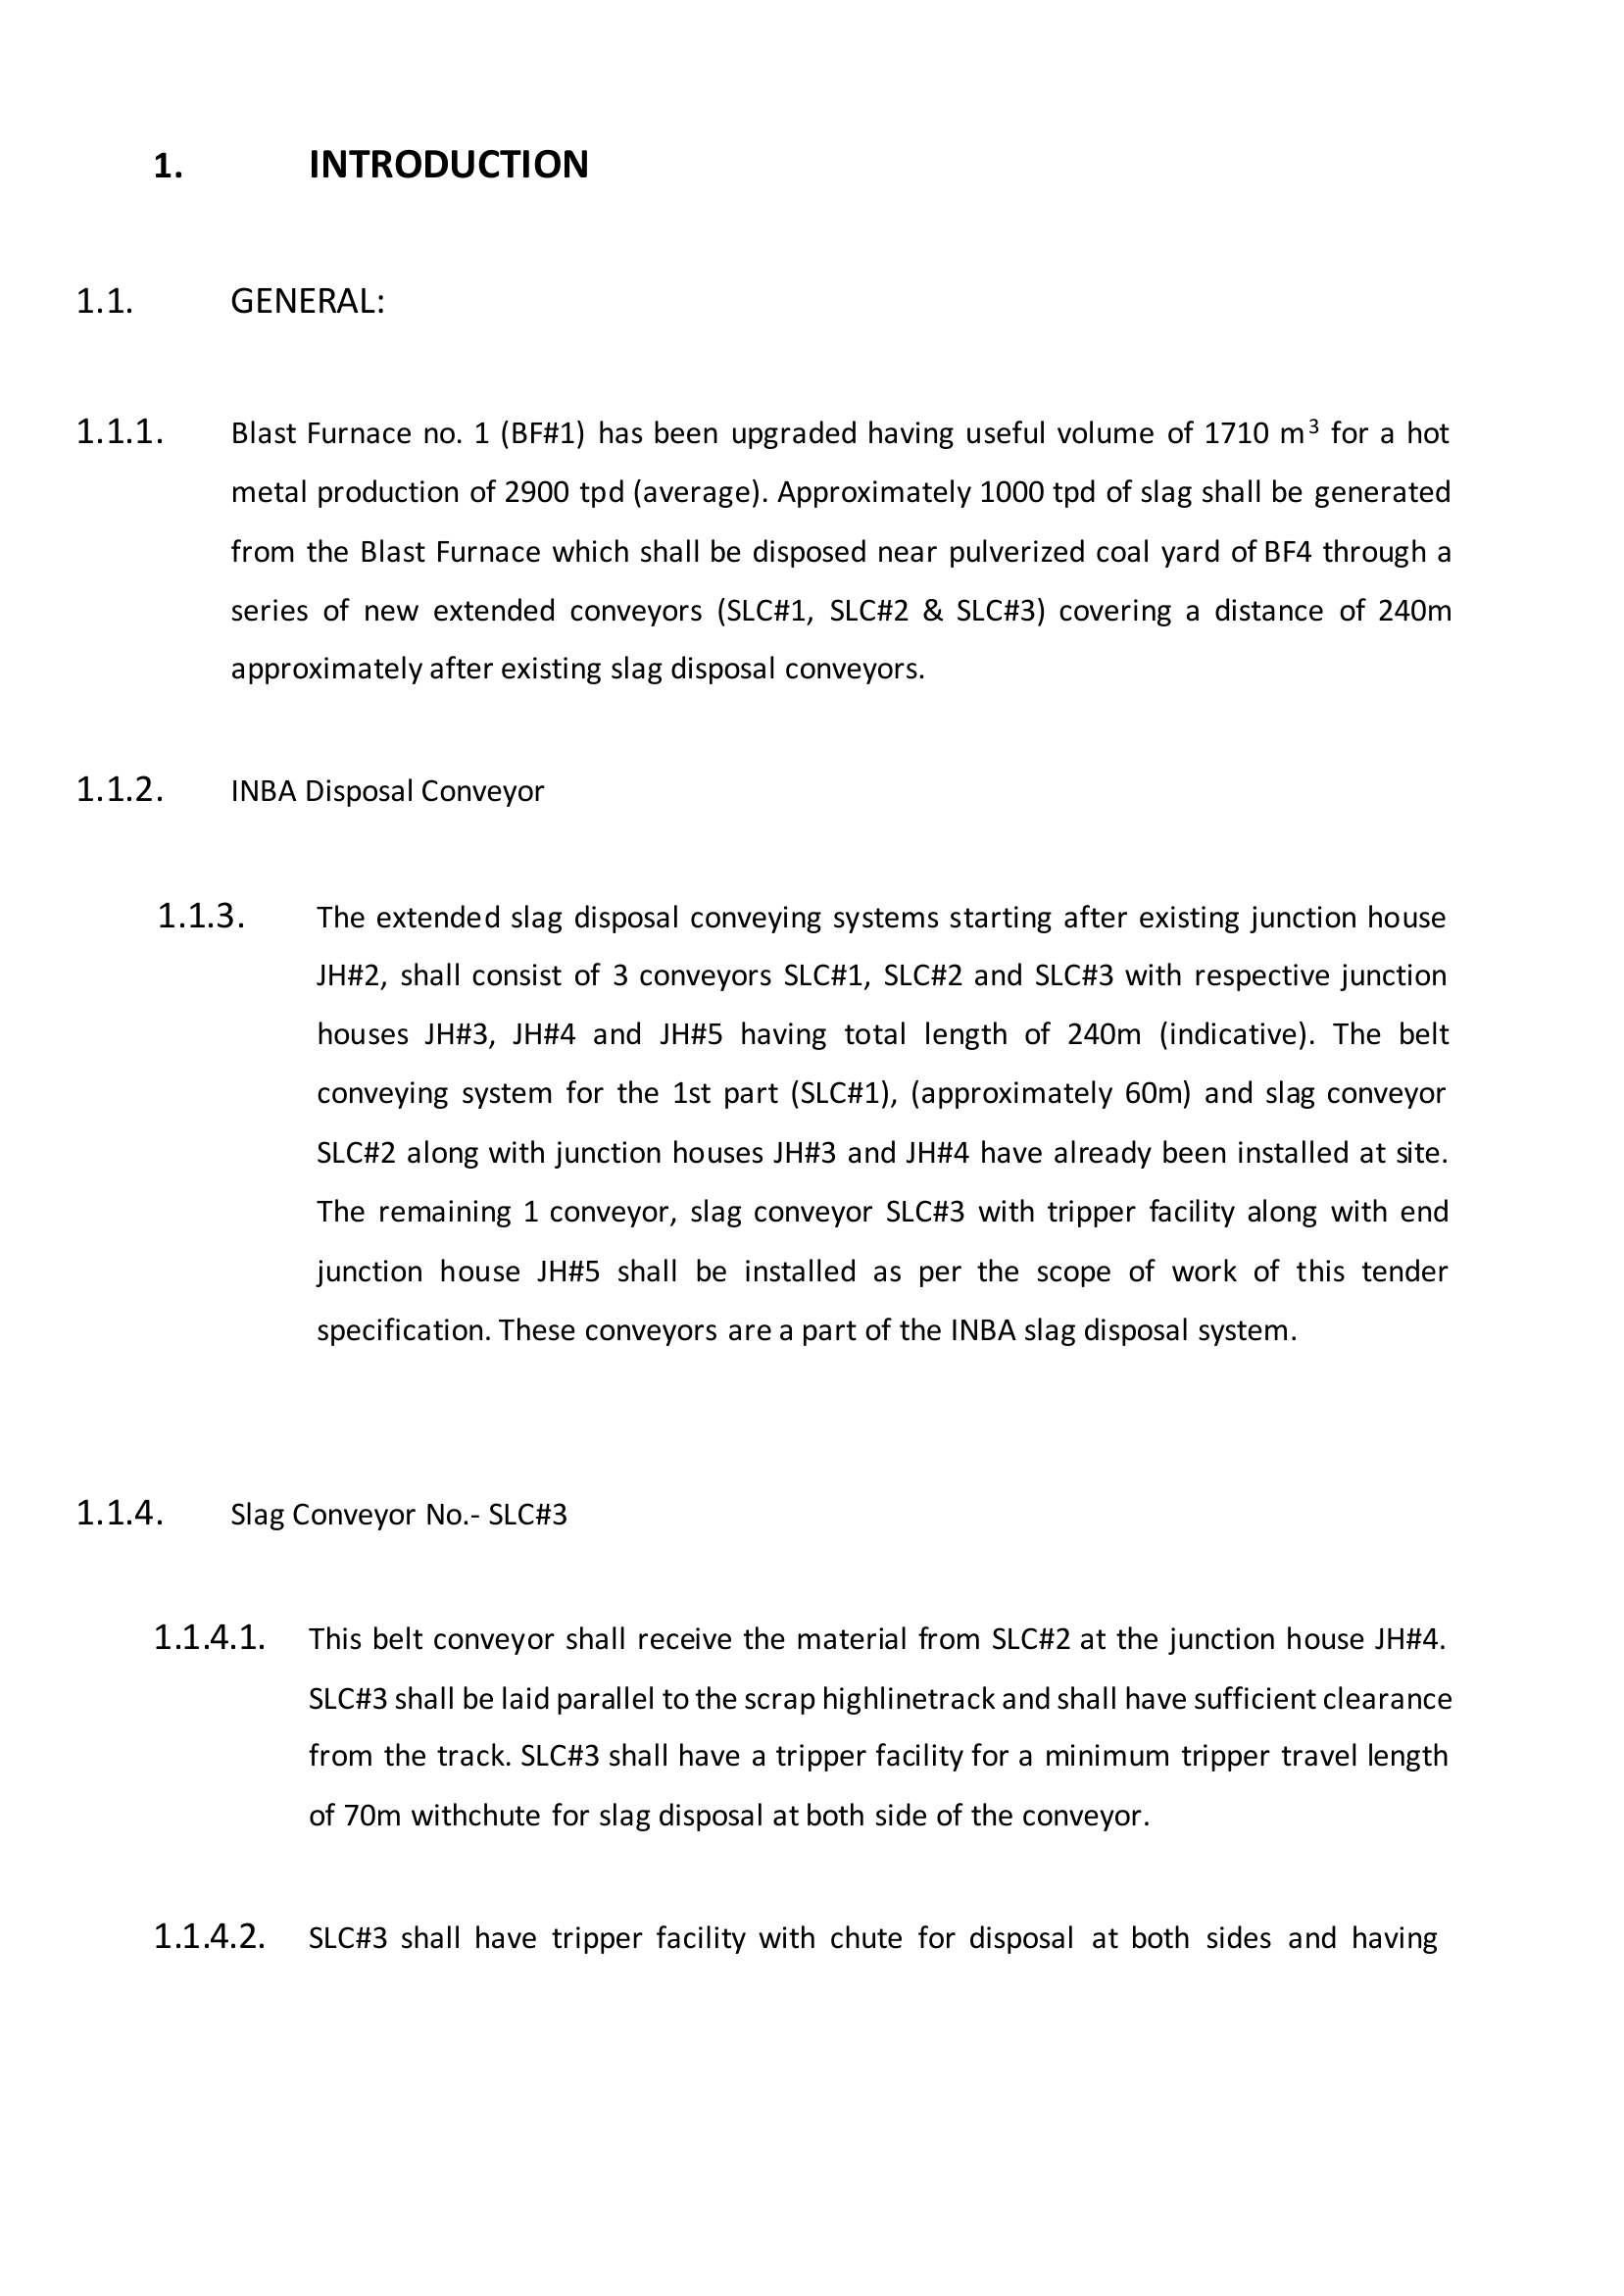 1. INTRODUCTION
1.1. GENERAL:
1.1.1. Blast Furnace no. 1 (BF#1) has been upgraded having useful volume of 1710 m³ for a hot
metal production of 2900 tpd (average). Approximately 1000 tpd of slag shall be generated
from the Blast Furnace which shall be disposed near pulverized coal yard of BF4 through a
series of new extended conveyors (SLC#1, SLC#2 & SLC#3) covering a distance of 240m
approximately after existing slag disposal conveyors.
1.1.2. INBA Disposal Conveyor
1.1.3. The extended slag disposal conveying systems starting after existing junction house
JH#2, shall consist of 3 conveyors SLC#1, SLC#2 and SLC#3 with respective junction
houses JH#3, JH#4 and JH#5 having total length of 240m (indicative). The belt
conveying system for the 1st part (SLC#1), (approximately 60m) and slag conveyor
SLC#2 along with junction houses JH#3 and JH#4 have already been installed at site.
The remaining 1 conveyor, slag conveyor SLC#3 with tripper facility along with end
junction house JH#5 shall be installed as per the scope of work of this tender
specification. These conveyors are a part of the INBA slag disposal system.
1.1.4. Slag Conveyor No.- SLC#3
1.1.4.1. This belt conveyor shall receive the material from SLC#2 at the junction house JH#4.
SLC#3 shall be laid parallel to the scrap highlinetrack and shall have sufficient clearance
from the track. SLC#3 shall have a tripper facility for a minimum tripper travel length
of 70m withchute for slag disposal at both side of the conveyor.
1.1.4.2. SLC#3 shall have tripper facility with chute for disposal at both sides and having